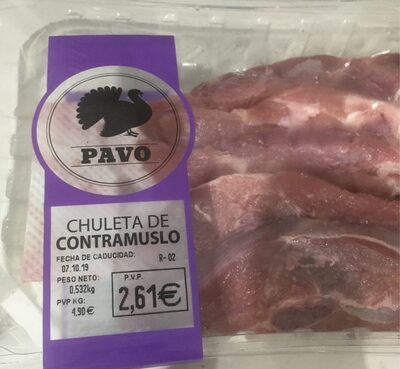 PAVO
CHULETA DE
CONTRAMUSLO
FECHA DE CADUCIDAD: R-02
07.10.19
PESO NETO:
0,532kg
PVP KG:
4,90 €
P.V.P.
2,61€